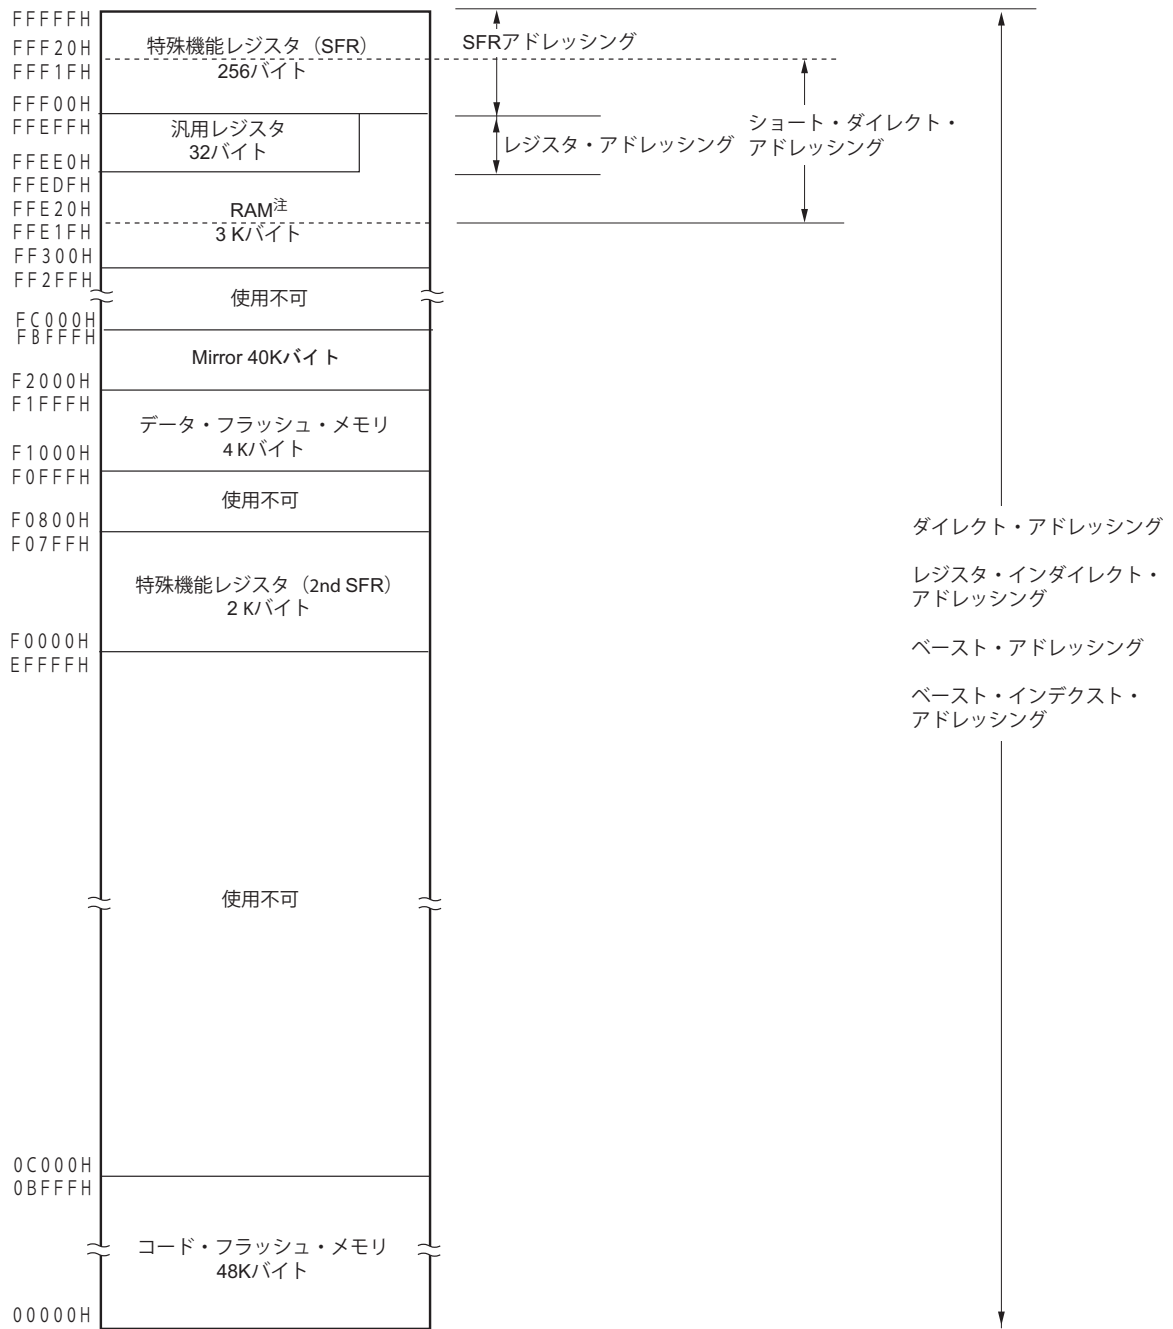 FFFFFH
FFF20H
FFF1FH
FFF00H
FFEFFH
FFEE0H
FFEDFH
FFE20H
FFE1FH
FF300H
FF2FFH
FC000H
FBFFFH
F2000H
F1FFFH
F1000H
F0FFFH
F0800H
F07FFH
F0000H
EFFFFH
0C000H
0BFFFH
00000H
特殊機能レジスタ（SFR）
256バイト
汎用レジスタ
32バイト
RAM注
3 Kバイト
使用不可
Mirror 40Kバイト
データ・フラッシュ・メモリ
4 Kバイト
使用不可
特殊機能レジスタ（2nd SFR）
2 Kバイト
使用不可
コード・フラッシュ・メモリ
48Kバイト
SFRアドレッシング
レジスタ・アドレッシング
ショート・ダイレクト・
アドレッシング
ダイレクト・アドレッシング
レジスタ・インダイレクト・
アドレッシング
ベースト・アドレッシング
ベースト・インデクスト・
アドレッシング